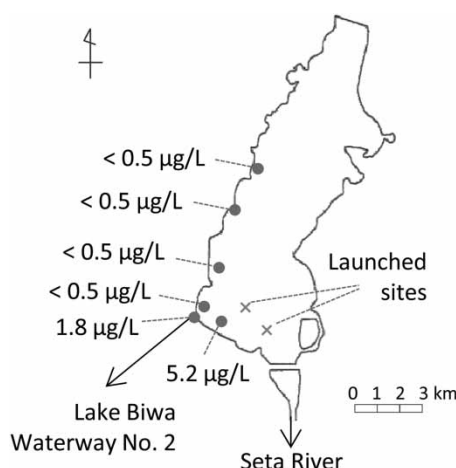 < 0.5 µg/L
< 0.5 µg/L
< 0.5 µg/L
Launched
sites
< 0.5 µg/L
1.8 µg/L
5.2 µg/L
Lake Biwa
Waterway No. 2
0 1 2 3 km
Seta River